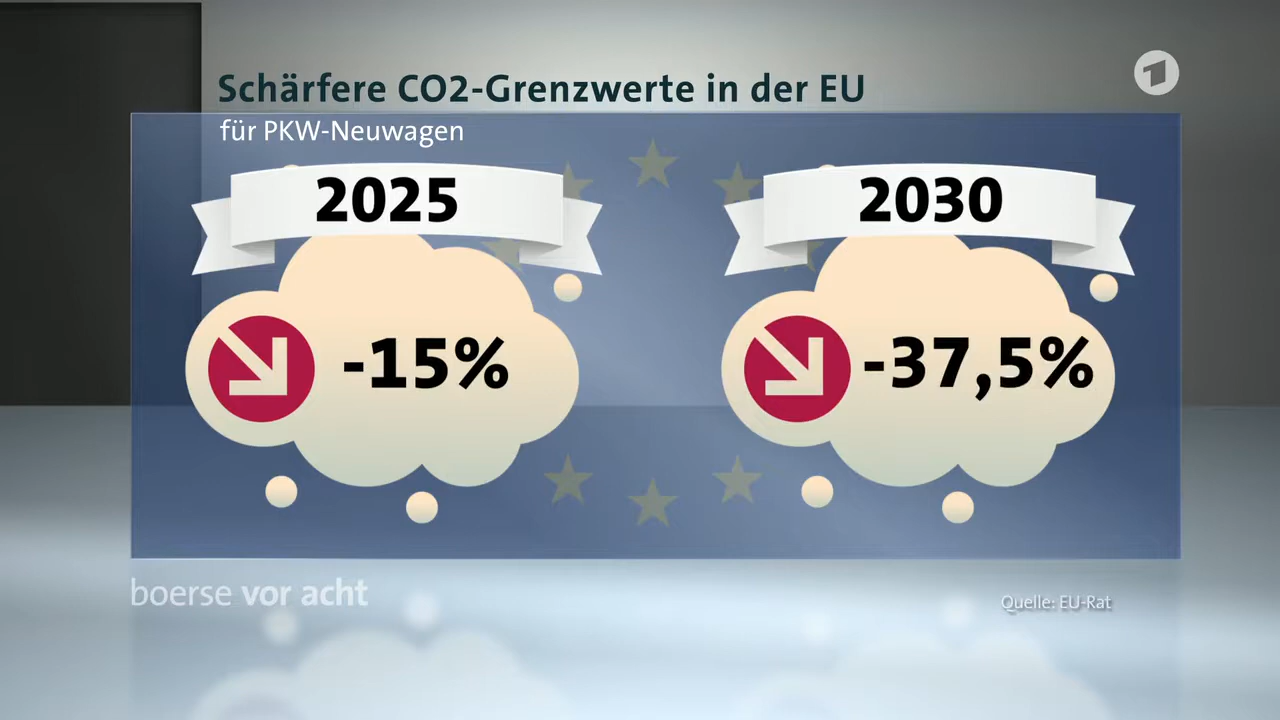 Schärfere CO2-Grenzwerte in der EU
für PKW-Neuwagen
2025
2030
-15%
-37,5%
boerse vor acht
Quelle: EU-Rat